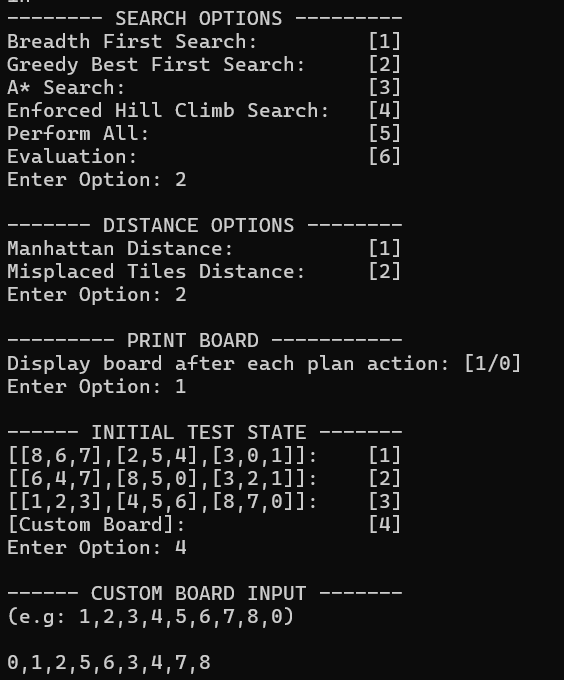 -------- SEARCH OPTIONS ---------
Breadth First Search:         [1]
Greedy Best First Search:     [2]
A* Search:                    [3]
Enforced Hill Climb Search:   [4]
Perform All:                  [5]
Evaluation:                   [6]
Enter Option: 2

------- DISTANCE OPTIONS --------
Manhattan Distance:           [1]
Misplaced Tiles Distance:     [2]
Enter Option: 2

--------- PRINT BOARD -----------
Display board after each plan action: [1/0]
Enter Option: 1

------ INITIAL TEST STATE -------
[[8,6,7],[2,5,4],[3,0,1]]:    [1]
[[6,4,7],[8,5,0],[3,2,1]]:    [2]
[[1,2,3],[4,5,6],[8,7,0]]:    [3]
[Custom Board]:               [4]
Enter Option: 4

------ CUSTOM BOARD INPUT -------
(e.g: 1,2,3,4,5,6,7,8,0)

0,1,2,5,6,3,4,7,8